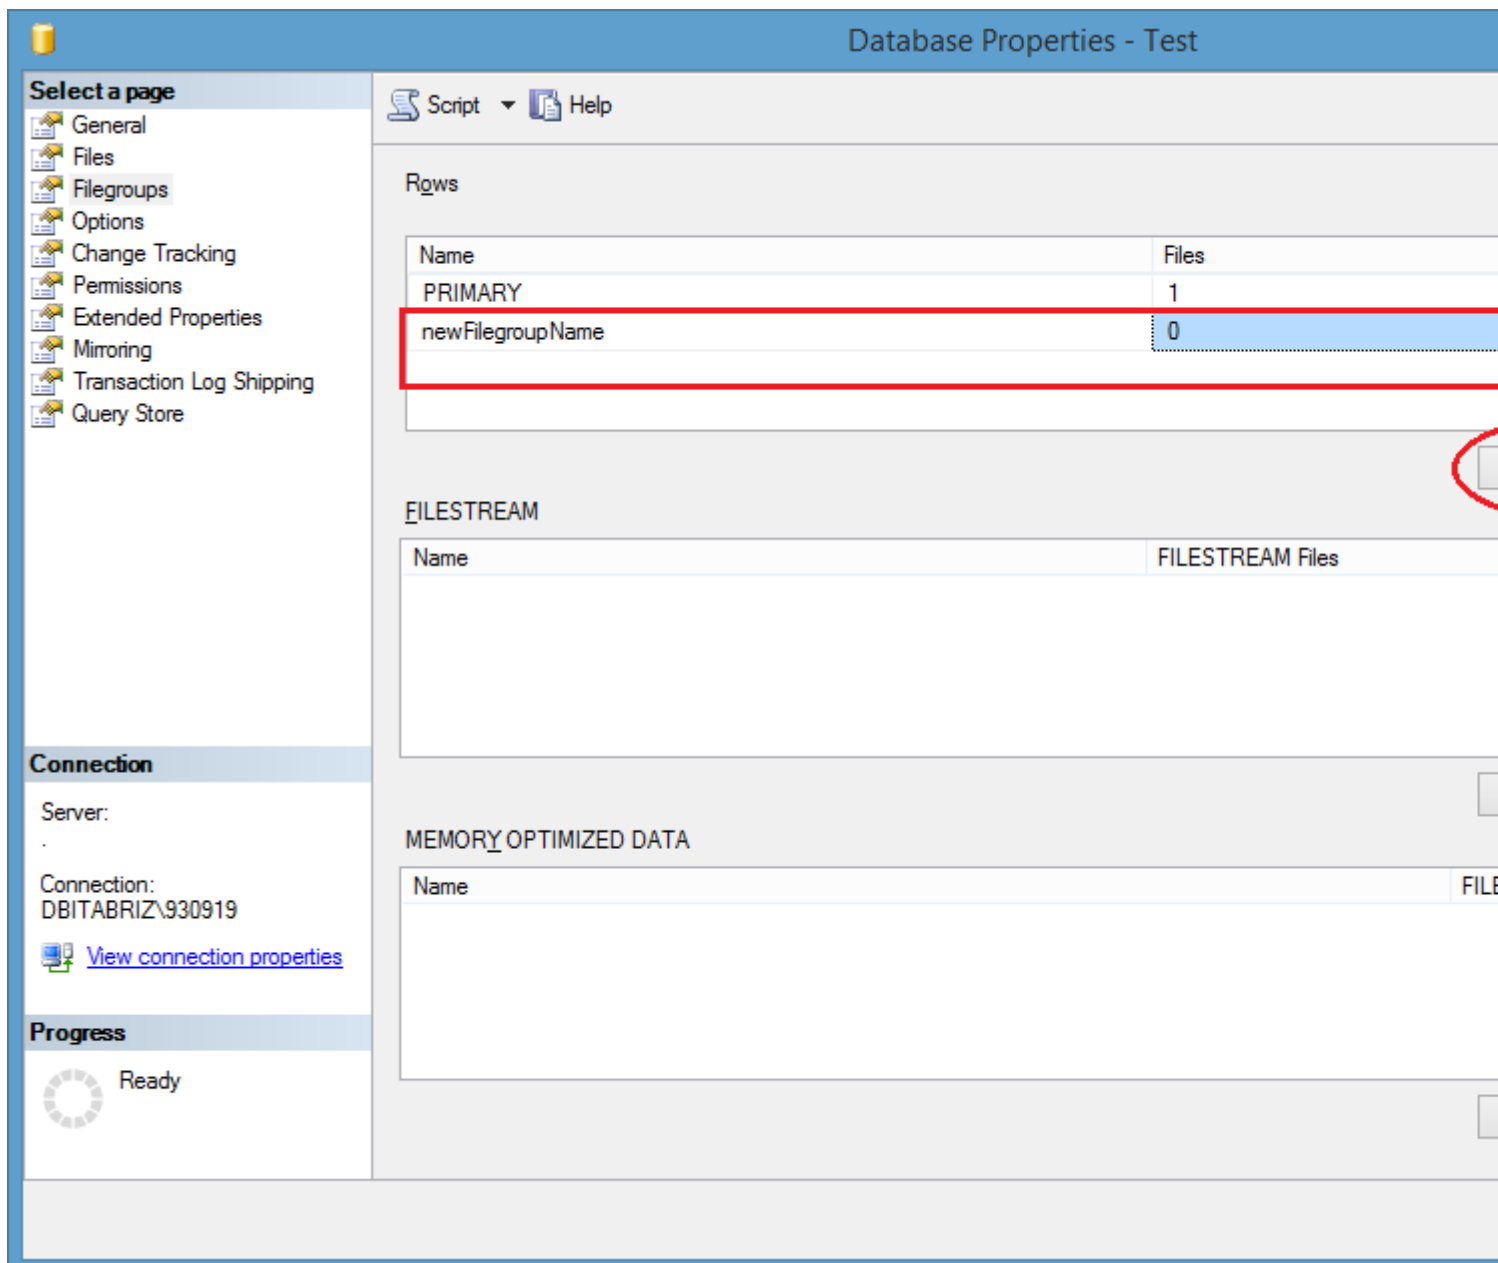 Database Properties - Test
Select a page
General
Files
Filegroups
Options
Change Tracking
Permissions
Extended Properties
Mirroring
Transaction Log Shipping
Query Store
Connection
Server:
.
Connection:
DBITABRIZ\930919
View connection properties
Progress
Ready
Script Help
Rows
Name Files
PRIMARY 1
newFilegroupName 0
FILESTREAM
Name FILESTREAM Files
MEMORY OPTIMIZED DATA
Name